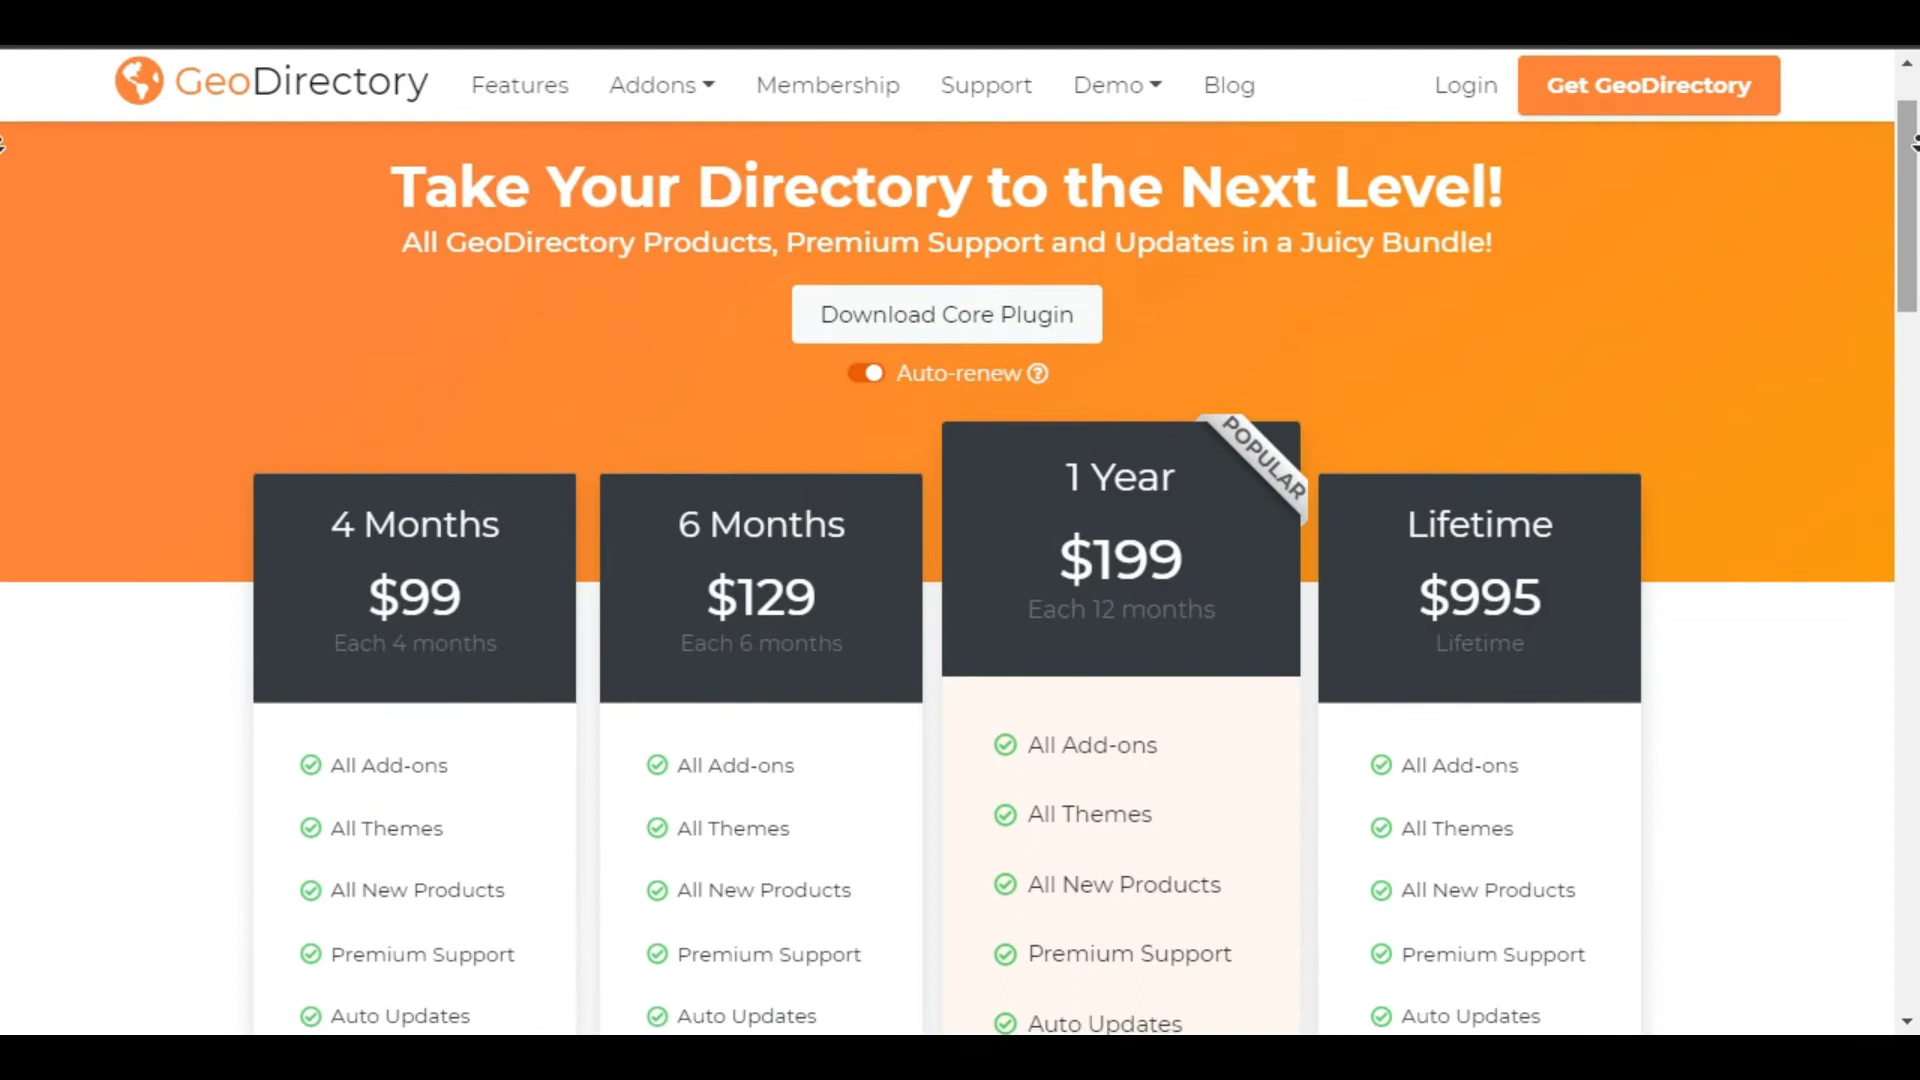 GeoDirectory
Features
Addons
Membership
Support
Demo
Blog
Login
Get GeoDirectory
Take Your Directory to the Next Level!
All GeoDirectory Products, Premium Support and Updates in a Juicy Bundle!
Download Core Plugin
Auto-renew
4 Months
$99
Each 4 months
All Add-ons
All Themes
All New Products
Premium Support
Auto Updates
6 Months
$129
Each 6 months
All Add-ons
All Themes
All New Products
Premium Support
Auto Updates
POPULAR
1 Year
$199
Each 12 months
All Add-ons
All Themes
All New Products
Premium Support
Auto Updates
Lifetime
$995
Lifetime
All Add-ons
All Themes
All New Products
Premium Support
Auto Updates